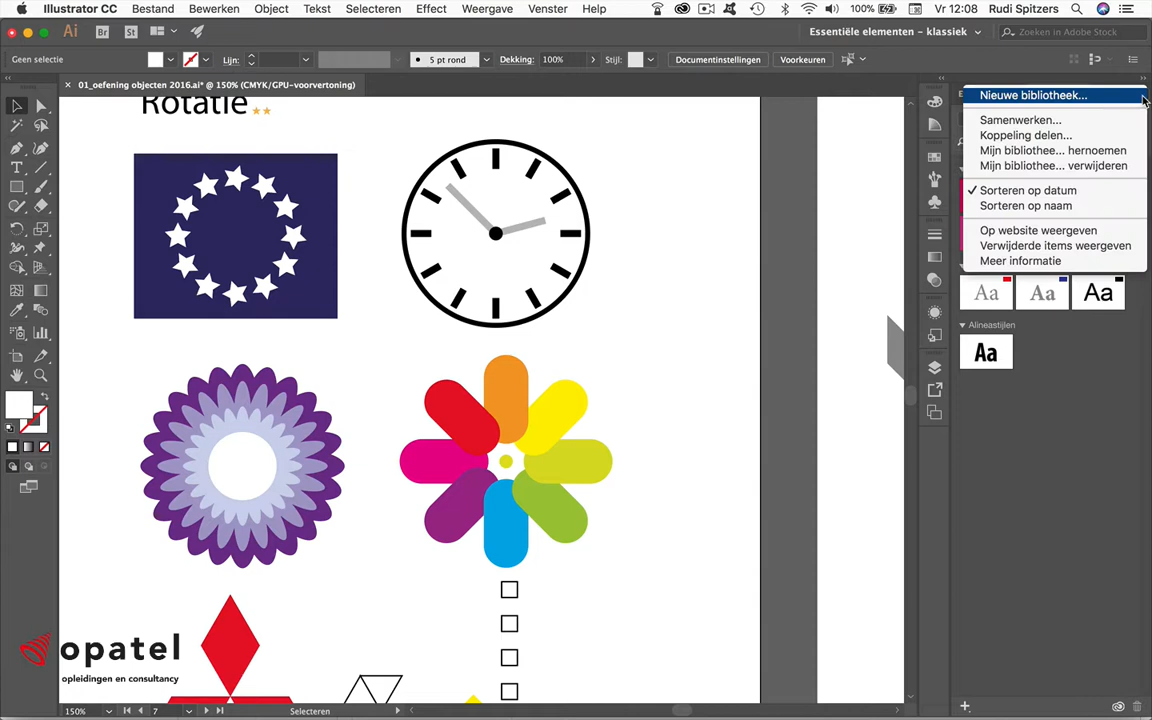 Illustrator CC Bestand Bewerken Object Tekst Selecteren Effect Weergave Venster Help 100% Vr 12:08 Rudi Spitzers
Ai Br St Essentiële elementen - klassiek Zoeken in Adobe Stock
Geen selectie Lijn: 5 pt rond Dekking: 100% Stijl: Documentinstellingen Voorkeuren
× 01_oefening objecten 2016.ai* @ 150% (CMYK/GPU-voorvertoning)
Rotatie
Nieuwe bibliotheek...
Samenwerken...
Koppeling delen...
Mijn bibliothee... hernoemen
Mijn bibliothee... verwijderen
✓ Sorteren op datum
Sorteren op naam
Op website weergeven
Verwijderde items weergeven
Meer informatie
Aa Aa Aa
Alineastijlen
Aa
opatel
opleidingen en consultancy
150% 7 Selecteren